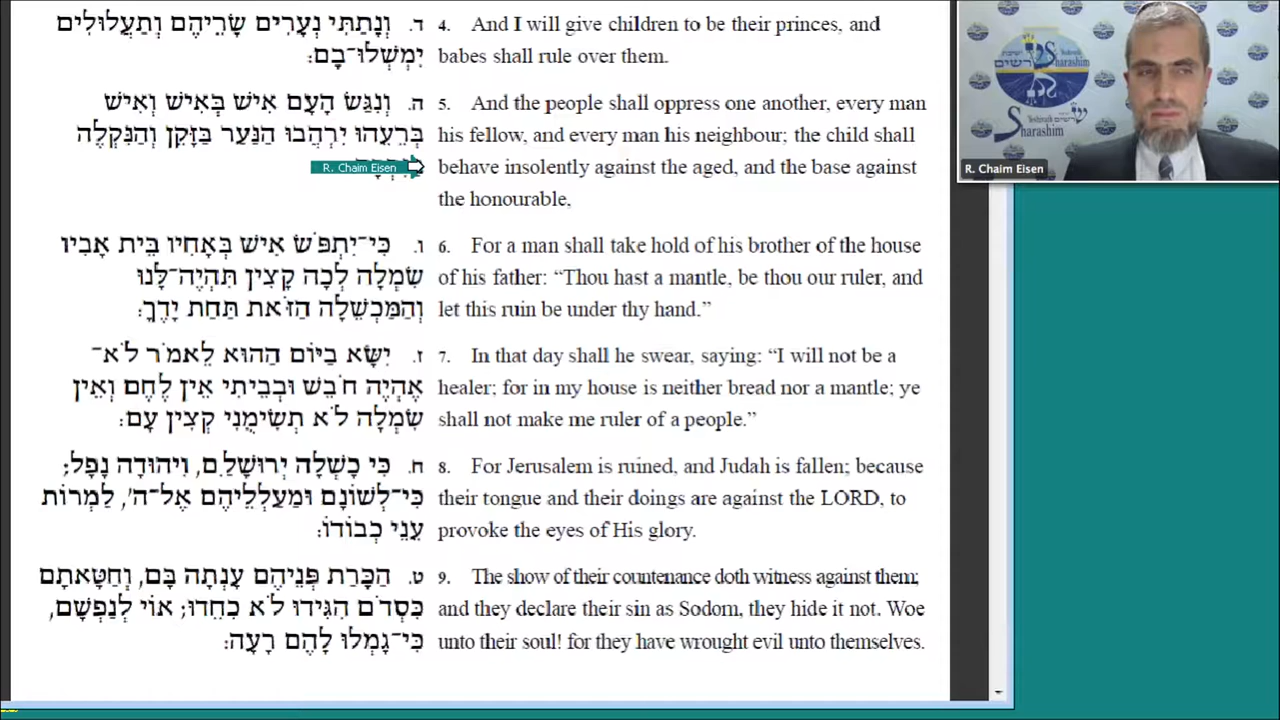 ד. וְנָתַתִּי נְעָרִים שָׂרֵיהֶם וְתַעֲלוּלִים
יִמְשְׁלוּ־בָם:
4. And I will give children to be their princes, and
babes shall rule over them.
ה. וְנִגַּשׂ הָעָם אִישׁ בְּאִישׁ וְאִישׁ
בְּרֵעֵהוּ יִרְהֲבוּ הַנַּעַר בַּזָּקֵן וְהַנִּקְלֶה
5. And the people shall oppress one another, every man
his fellow, and every man his neighbour; the child shall
behave insolently against the aged, and the base against
the honourable,
R. Chaim Eisen
ו. כִּי־יִתְפֹּשׂ אִישׁ בְּאָחִיו בֵּית אָבִיו
שִׂמְלָה לְכָה קָצִין תִּהְיֶה־לָּנוּ
וְהַמַּכְשֵׁלָה הַזֹּאת תַּחַת יָדֶךָ:
6. For a man shall take hold of his brother of the house
of his father: “Thou hast a mantle, be thou our ruler, and
let this ruin be under thy hand.”
ז. יִשָּׂא בַיּוֹם הַהוּא לֵאמֹר לֹא־
אֶהְיֶה חֹבֵשׁ וּבְבֵיתִי אֵין לֶחֶם וְאֵין
שִׂמְלָה לֹא תְשִׂימֻנִי קְצִין עָם:
7. In that day shall he swear, saying: “I will not be a
healer; for in my house is neither bread nor a mantle; ye
shall not make me ruler of a people.”
ח. כִּי כָשְׁלָה יְרוּשָׁלִַם, וִיהוּדָה נָפָל;
כִּי־לְשׁוֹנָם וּמַעַלְלֵיהֶם אֶל־ה', לַמְרוֹת
עֵנֵי כְבוֹדוֹ:
8. For Jerusalem is ruined, and Judah is fallen; because
their tongue and their doings are against the LORD, to
provoke the eyes of His glory.
ט. הַכָּרַת פְּנֵיהֶם עָנְתָה בָּם, וְחַטָּאתָם
כִּסְדֹם הִגִּידוּ לֹא כִחֵדוּ; אוֹי לְנַפְשָׁם,
כִּי־גָמְלוּ לָהֶם רָעָה:
9. The show of their countenance doth witness against them;
and they declare their sin as Sodom, they hide it not. Woe
unto their soul! for they have wrought evil unto themselves.
Sharashim
שרשים
Yeshivath
Sharashim
R. Chaim Eisen